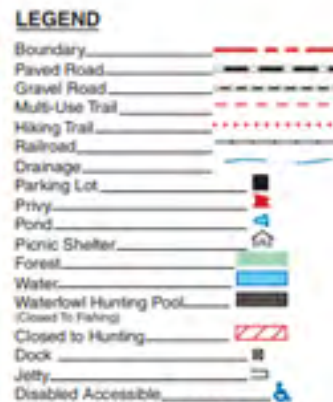 LEGEND
Boundary
Paved Road
Gravel Road
Multi-Use Trail
Hiking Trail
Railroad
Drainage
Parking Lot
Privy
Pond
Picnic Shelter
Forest
Water
Waterfowl Hunting Pool
(Closed To Fishing)
Closed to Hunting
Dock
Jetty
Disabled Accessible